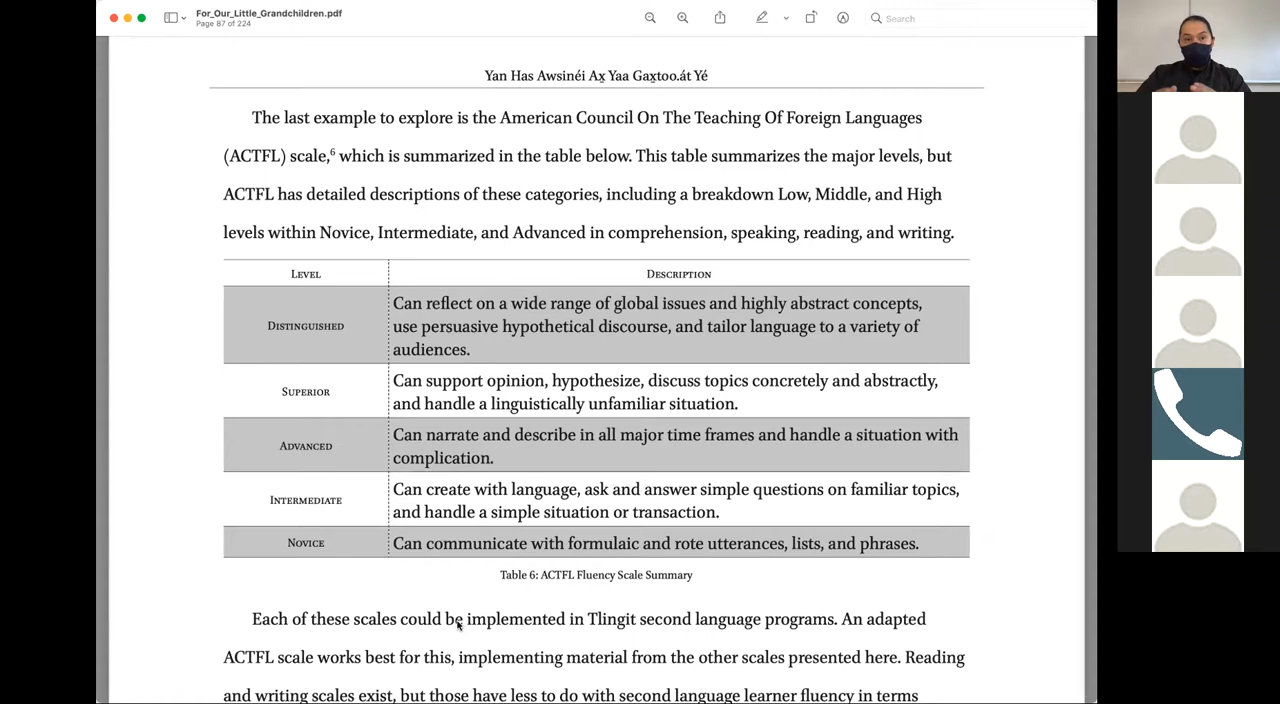 For_Our_Little_Grandchildren.pdf
Page 87 of 224
Search
Yan Has Awsinéi Ax̱ Yaa Gax̱too.át Yé
The last example to explore is the American Council On The Teaching Of Foreign Languages
(ACTFL) scale,⁶ which is summarized in the table below. This table summarizes the major levels, but
ACTFL has detailed descriptions of these categories, including a breakdown Low, Middle, and High
levels within Novice, Intermediate, and Advanced in comprehension, speaking, reading, and writing.
Level Description
Distinguished
Can reflect on a wide range of global issues and highly abstract concepts,
use persuasive hypothetical discourse, and tailor language to a variety of
audiences.
Superior
Can support opinion, hypothesize, discuss topics concretely and abstractly,
and handle a linguistically unfamiliar situation.
Advanced
Can narrate and describe in all major time frames and handle a situation with
complication.
Intermediate
Can create with language, ask and answer simple questions on familiar topics,
and handle a simple situation or transaction.
Novice
Can communicate with formulaic and rote utterances, lists, and phrases.
Table 6: ACTFL Fluency Scale Summary
Each of these scales could be implemented in Tlingit second language programs. An adapted
ACTFL scale works best for this, implementing material from the other scales presented here. Reading
and writing scales exist, but those have less to do with second language learner fluency in terms